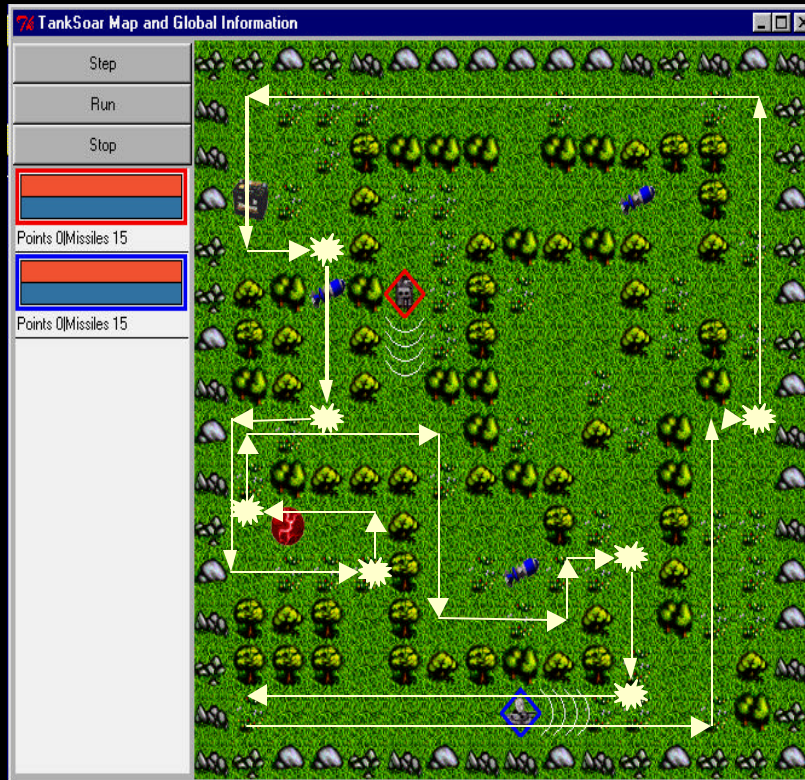 TankSoar Map and Global Information
Step
Run
Stop
Points 0|Missiles 15
Points 0|Missiles 15